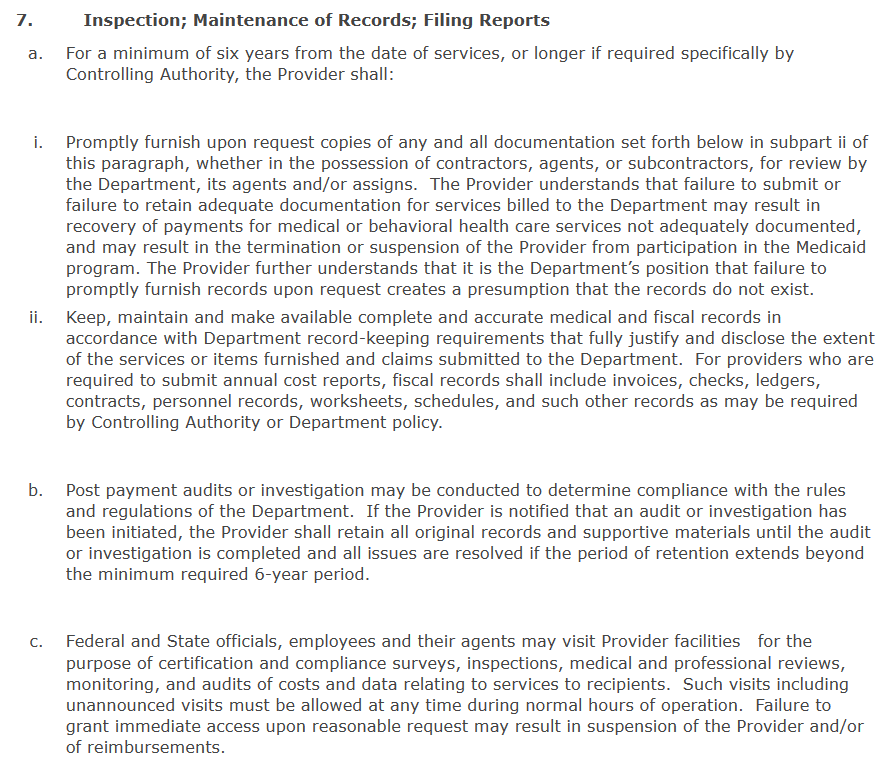 7. Inspection; Maintenance of Records; Filing Reports
a. For a minimum of six years from the date of services, or longer if required specifically by
Controlling Authority, the Provider shall:
i. Promptly furnish upon request copies of any and all documentation set forth below in subpart ii of
this paragraph, whether in the possession of contractors, agents, or subcontractors, for review by
the Department, its agents and/or assigns.  The Provider understands that failure to submit or
failure to retain adequate documentation for services billed to the Department may result in
recovery of payments for medical or behavioral health care services not adequately documented,
and may result in the termination or suspension of the Provider from participation in the Medicaid
program. The Provider further understands that it is the Department’s position that failure to
promptly furnish records upon request creates a presumption that the records do not exist.
ii. Keep, maintain and make available complete and accurate medical and fiscal records in
accordance with Department record-keeping requirements that fully justify and disclose the extent
of the services or items furnished and claims submitted to the Department.  For providers who are
required to submit annual cost reports, fiscal records shall include invoices, checks, ledgers,
contracts, personnel records, worksheets, schedules, and such other records as may be required
by Controlling Authority or Department policy.
b. Post payment audits or investigation may be conducted to determine compliance with the rules
and regulations of the Department.  If the Provider is notified that an audit or investigation has
been initiated, the Provider shall retain all original records and supportive materials until the audit
or investigation is completed and all issues are resolved if the period of retention extends beyond
the minimum required 6-year period.
c. Federal and State officials, employees and their agents may visit Provider facilities   for the
purpose of certification and compliance surveys, inspections, medical and professional reviews,
monitoring, and audits of costs and data relating to services to recipients.  Such visits including
unannounced visits must be allowed at any time during normal hours of operation.  Failure to
grant immediate access upon reasonable request may result in suspension of the Provider and/or
of reimbursements.